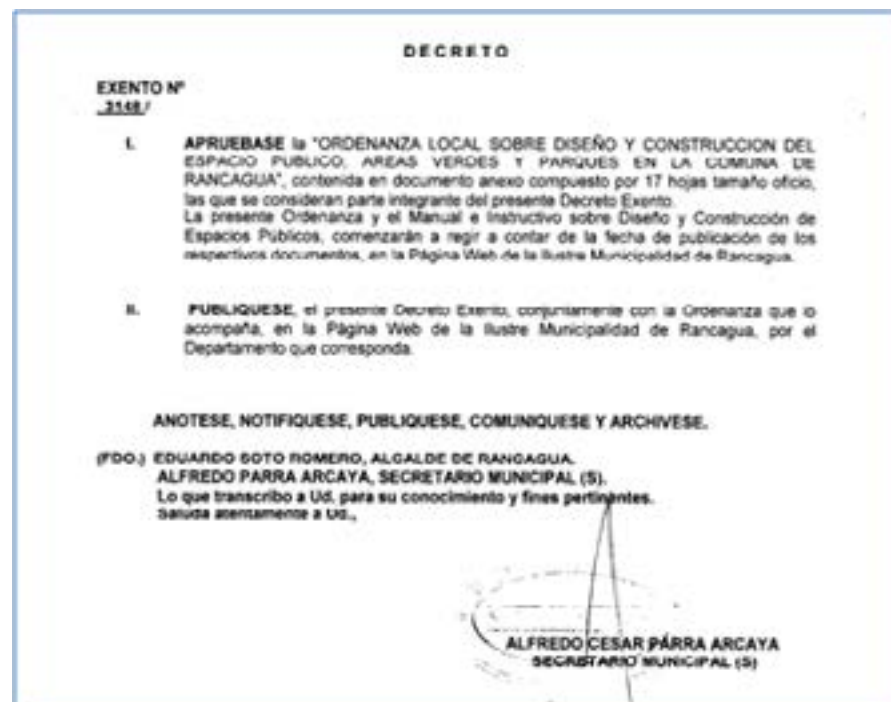 DECRETO
EXENTO Nº
3148 /
I. APRUEBASE la "ORDENANZA LOCAL SOBRE DISEÑO Y CONSTRUCCION DEL
ESPACIO PUBLICO, AREAS VERDES Y PARQUES EN LA COMUNA DE
RANCAGUA", contenida en documento anexo compuesto por 17 hojas tamaño oficio,
las que se consideran parte integrante del presente Decreto Exento.
La presente Ordenanza y el Manual e Instructivo sobre Diseño y Construcción de
Espacios Públicos, comenzarán a regir a contar de la fecha de publicación de los
respectivos documentos, en la Página Web de la Ilustre Municipalidad de Rancagua.
II. PUBLIQUESE, el presente Decreto Exento, conjuntamente con la Ordenanza que lo
acompaña, en la Página Web de la Ilustre Municipalidad de Rancagua, por el
Departamento que corresponda.
ANOTESE, NOTIFIQUESE, PUBLIQUESE, COMUNIQUESE Y ARCHIVESE.
(FDO.) EDUARDO SOTO ROMERO, ALCALDE DE RANCAGUA.
ALFREDO PARRA ARCAYA, SECRETARIO MUNICIPAL (S).
Lo que transcribo a Ud. para su conocimiento y fines pertinentes.
Saluda atentamente a Ud.,
ALFREDO CESAR PÁRRA ARCAYA
SECRETARIO MUNICIPAL (S)